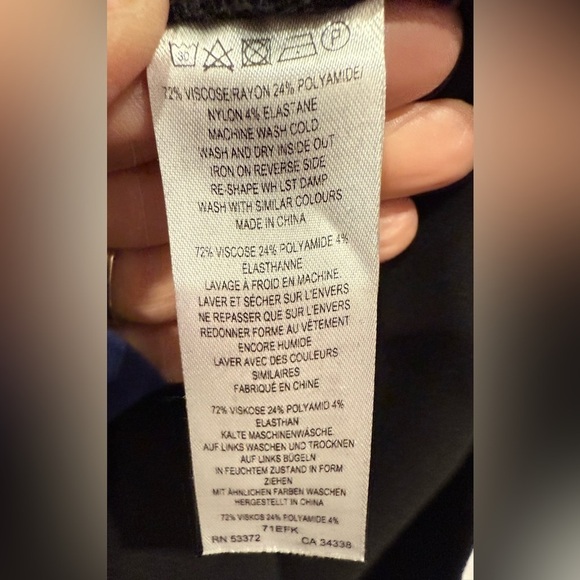 30 P
72% VISCOSE/RAYON 24% POLYAMIDE/
NYLON 4% ELASTANE
MACHINE WASH COLD
WASH AND DRY INSIDE OUT
IRON ON REVERSE SIDE
RE-SHAPE WH LST DAMP
WASH WITH SIMILAR COLOURS
MADE IN CHINA
72% VISCOSE 24% POLYAMIDE 4%
ÉLASTHANNE
LAVAGE À FROID EN MACHINE
LAVER ET SÉCHER SUR L'ENVERS
NE REPASSER QUE SUR L'ENVERS
REDONNER FORME AU VÊTEMENT
ENCORE HUMIDE
LAVER AVEC DES COULEURS
SIMILAIRES
FABRIQUÉ EN CHINE
72% VISKOSE 24% POLYAMID 4%
ELASTHAN
KALTE MASCHINENWÄSCHE
AUF LINKS WASCHEN UND TROCKNEN
AUF LINKS BÜGELN
IN FEUCHTEM ZUSTAND IN FORM
ZIEHEN
MIT ÄHNLICHEN FARBEN WASCHEN
HERGESTELLT IN CHINA
72% VISKOS 24% POLYAMIDE 4%
71EFK
RN 53372 CA 34338